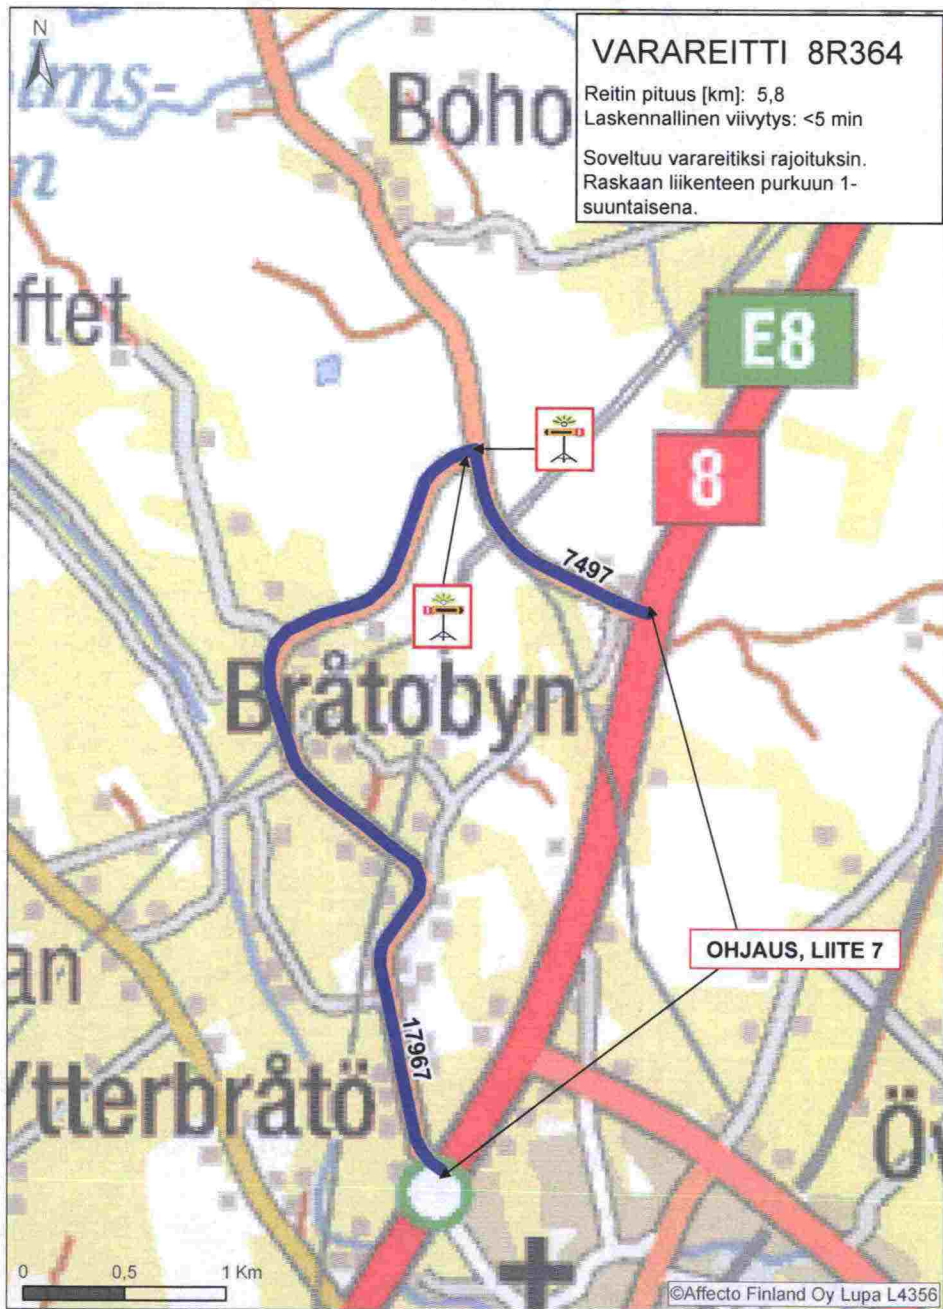 N
VARAREITTI 8R364
Reitin pituus [km]: 5,8
Laskennallinen viivytys: <5 min
Soveltuu varareitiksi rajoituksin.
Raskaan liikenteen purkuun 1-
suuntaisena.
lms-
n
Boho
ftet
E8
8
7497
Bråtobyn
OHJAUS, LIITE 7
an
17967
Ytterbråtö
Öv
0 0,5 1 Km
©Affecto Finland Oy Lupa L4356